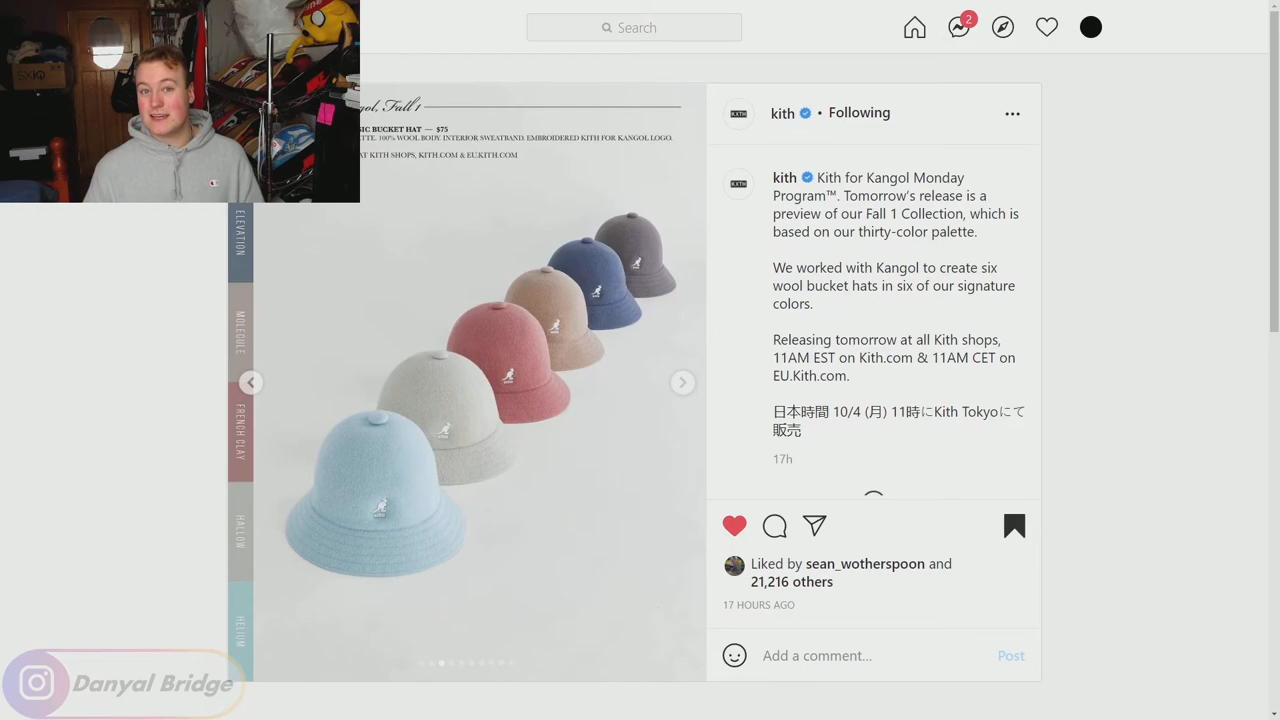 Search
2
gol, Fall 1
SIC BUCKET HAT — $75
TTE. 100% WOOL BODY. INTERIOR SWEATBAND. EMBROIDERED KITH FOR KANGOL LOGO.
AT KITH SHOPS, KITH.COM & EU.KITH.COM
ELEVATION
MOLECULE
FRENCH CLAY
HALLOW
HELIUM
KITH
kith • Following
KITH
kith Kith for Kangol Monday
Program™. Tomorrow's release is a
preview of our Fall 1 Collection, which is
based on our thirty-color palette.
We worked with Kangol to create six
wool bucket hats in six of our signature
colors.
Releasing tomorrow at all Kith shops,
11AM EST on Kith.com & 11AM CET on
EU.Kith.com.
日本時間 10/4 (月) 11時にKith Tokyoにて
販売
17h
Liked by sean_wotherspoon and
21,216 others
17 HOURS AGO
Add a comment...
Post
Danyal Bridge